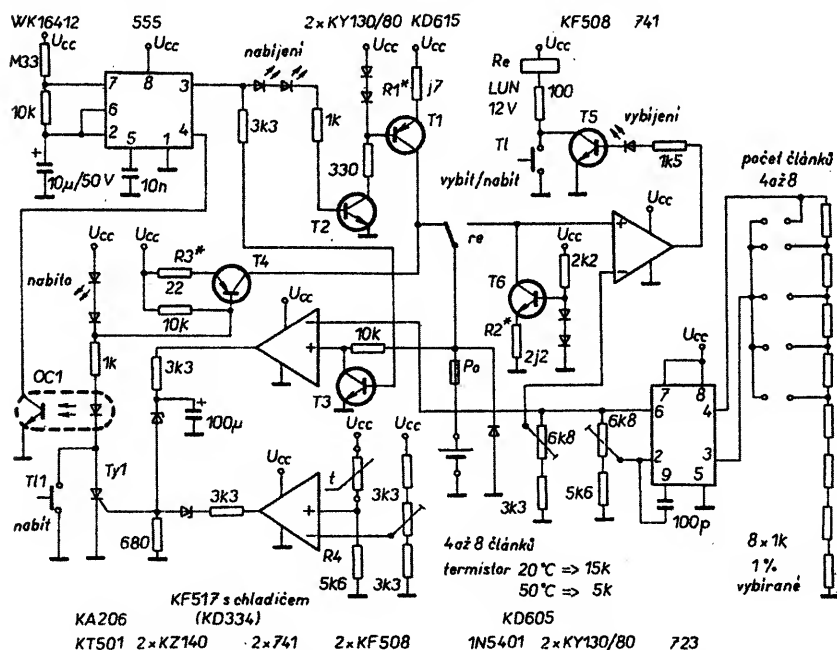 WK16412 555 2×KY130/80 KD615 KF508 741
Ucc Ucc nabíjení Ucc Ucc Ucc
M33 Re
7 8 3 R1* j7 LUN 100
6 12V T5 vybíjení
10k 2 4 3k3 1k T1 Tl 1k5
5 1 330 vybít/nabít počet článků
+ 10µ/50V 10n T2 4až8
Ucc Ucc re Ucc Ucc
R3* T4 + −
nabito 22 T6 2k2
10k Ucc R2*
− 10k 2j2 Ucc
1k 3k3 + Po 7 8
OC1 T3 6 4
+ 100µ 6k8 6k8
Ucc Ucc 2 3
Tl1 Ty1 Ucc t 9 5
3k3 3k3 3k3 5k6 100p
nabít + −
680 R4 4až8 článků 8×1k
5k6 3k3 termistor 20°C => 15k 1%
50°C => 5k vybírané
KF517 s chladičem
KA206 (KD334) KD605
KT501 2×KZ140 2×741 2×KF508 1N5401 2×KY130/80 723